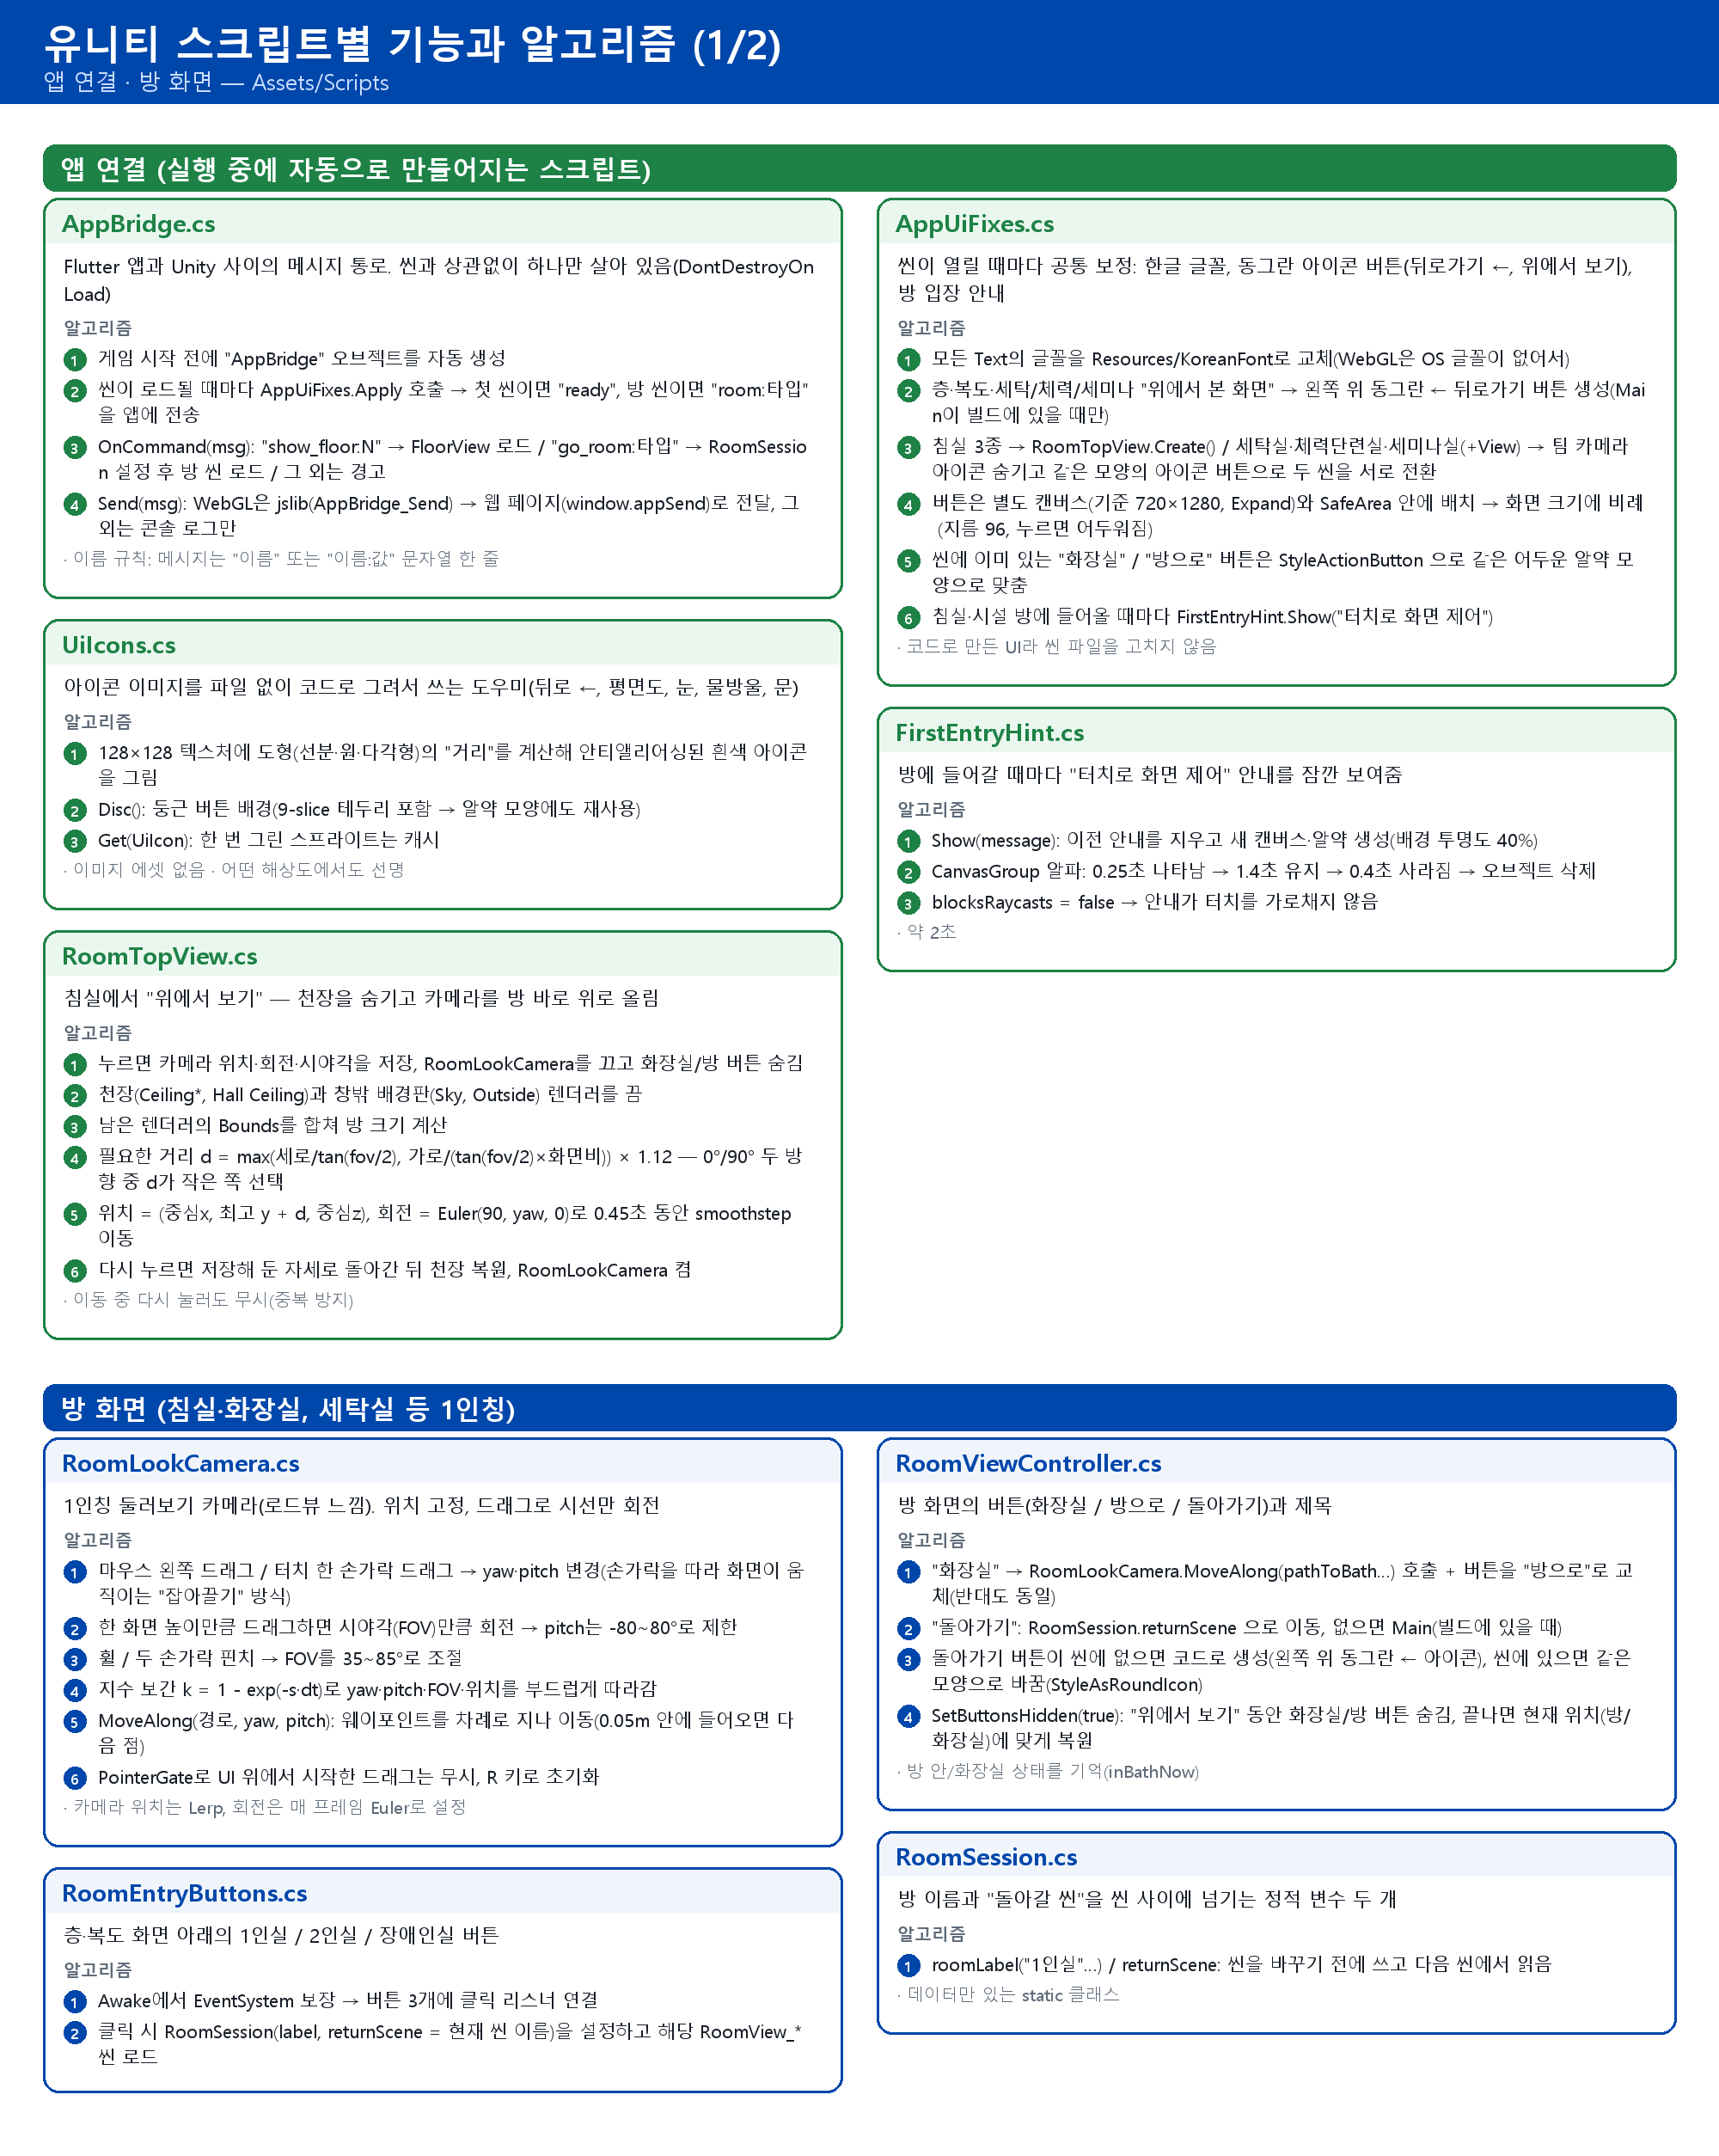 유니티 스크립트별 기능과 알고리즘 (1/2)
앱 연결 · 방 화면 — Assets/Scripts
앱 연결 (실행 중에 자동으로 만들어지는 스크립트)
AppBridge.cs
Flutter 앱과 Unity 사이의 메시지 통로. 씬과 상관없이 하나만 살아 있음(DontDestroyOn
Load)
알고리즘
1 게임 시작 전에 "AppBridge" 오브젝트를 자동 생성
2 씬이 로드될 때마다 AppUiFixes.Apply 호출 → 첫 씬이면 "ready", 방 씬이면 "room:타입"
을 앱에 전송
3 OnCommand(msg): "show_floor:N" → FloorView 로드 / "go_room:타입" → RoomSessio
n 설정 후 방 씬 로드 / 그 외는 경고
4 Send(msg): WebGL은 jslib(AppBridge_Send) → 웹 페이지(window.appSend)로 전달, 그
외는 콘솔 로그만
· 이름 규칙: 메시지는 "이름" 또는 "이름:값" 문자열 한 줄
UiIcons.cs
아이콘 이미지를 파일 없이 코드로 그려서 쓰는 도우미(뒤로 ←, 평면도, 눈, 물방울, 문)
알고리즘
1 128×128 텍스처에 도형(선분·원·다각형)의 "거리"를 계산해 안티앨리어싱된 흰색 아이콘
을 그림
2 Disc(): 둥근 버튼 배경(9-slice 테두리 포함 → 알약 모양에도 재사용)
3 Get(UiIcon): 한 번 그린 스프라이트는 캐시
· 이미지 에셋 없음 · 어떤 해상도에서도 선명
RoomTopView.cs
침실에서 "위에서 보기" — 천장을 숨기고 카메라를 방 바로 위로 올림
알고리즘
1 누르면 카메라 위치·회전·시야각을 저장, RoomLookCamera를 끄고 화장실/방 버튼 숨김
2 천장(Ceiling*, Hall Ceiling)과 창밖 배경판(Sky, Outside) 렌더러를 끔
3 남은 렌더러의 Bounds를 합쳐 방 크기 계산
4 필요한 거리 d = max(세로/tan(fov/2), 가로/(tan(fov/2)×화면비)) × 1.12 — 0°/90° 두 방
향 중 d가 작은 쪽 선택
5 위치 = (중심x, 최고 y + d, 중심z), 회전 = Euler(90, yaw, 0)로 0.45초 동안 smoothstep
이동
6 다시 누르면 저장해 둔 자세로 돌아간 뒤 천장 복원, RoomLookCamera 켬
· 이동 중 다시 눌러도 무시(중복 방지)
AppUiFixes.cs
씬이 열릴 때마다 공통 보정: 한글 글꼴, 동그란 아이콘 버튼(뒤로가기 ←, 위에서 보기),
방 입장 안내
알고리즘
1 모든 Text의 글꼴을 Resources/KoreanFont로 교체(WebGL은 OS 글꼴이 없어서)
2 층·복도·세탁/체력/세미나 "위에서 본 화면" → 왼쪽 위 동그란 ← 뒤로가기 버튼 생성(Mai
n이 빌드에 있을 때만)
3 침실 3종 → RoomTopView.Create() / 세탁실·체력단련실·세미나실(+View) → 팀 카메라
아이콘 숨기고 같은 모양의 아이콘 버튼으로 두 씬을 서로 전환
4 버튼은 별도 캔버스(기준 720×1280, Expand)와 SafeArea 안에 배치 → 화면 크기에 비례
(지름 96, 누르면 어두워짐)
5 씬에 이미 있는 "화장실" / "방으로" 버튼은 StyleActionButton 으로 같은 어두운 알약 모
양으로 맞춤
6 침실·시설 방에 들어올 때마다 FirstEntryHint.Show("터치로 화면 제어")
· 코드로 만든 UI라 씬 파일을 고치지 않음
FirstEntryHint.cs
방에 들어갈 때마다 "터치로 화면 제어" 안내를 잠깐 보여줌
알고리즘
1 Show(message): 이전 안내를 지우고 새 캔버스·알약 생성(배경 투명도 40%)
2 CanvasGroup 알파: 0.25초 나타남 → 1.4초 유지 → 0.4초 사라짐 → 오브젝트 삭제
3 blocksRaycasts = false → 안내가 터치를 가로채지 않음
· 약 2초
방 화면 (침실·화장실, 세탁실 등 1인칭)
RoomLookCamera.cs
1인칭 둘러보기 카메라(로드뷰 느낌). 위치 고정, 드래그로 시선만 회전
알고리즘
1 마우스 왼쪽 드래그 / 터치 한 손가락 드래그 → yaw·pitch 변경(손가락을 따라 화면이 움
직이는 "잡아끌기" 방식)
2 한 화면 높이만큼 드래그하면 시야각(FOV)만큼 회전 → pitch는 -80~80°로 제한
3 휠 / 두 손가락 핀치 → FOV를 35~85°로 조절
4 지수 보간 k = 1 - exp(-s·dt)로 yaw·pitch·FOV·위치를 부드럽게 따라감
5 MoveAlong(경로, yaw, pitch): 웨이포인트를 차례로 지나 이동(0.05m 안에 들어오면 다
음 점)
6 PointerGate로 UI 위에서 시작한 드래그는 무시, R 키로 초기화
· 카메라 위치는 Lerp, 회전은 매 프레임 Euler로 설정
RoomEntryButtons.cs
층·복도 화면 아래의 1인실 / 2인실 / 장애인실 버튼
알고리즘
1 Awake에서 EventSystem 보장 → 버튼 3개에 클릭 리스너 연결
2 클릭 시 RoomSession(label, returnScene = 현재 씬 이름)을 설정하고 해당 RoomView_*
씬 로드
RoomViewController.cs
방 화면의 버튼(화장실 / 방으로 / 돌아가기)과 제목
알고리즘
1 "화장실" → RoomLookCamera.MoveAlong(pathToBath...) 호출 + 버튼을 "방으로"로 교
체(반대도 동일)
2 "돌아가기": RoomSession.returnScene 으로 이동, 없으면 Main(빌드에 있을 때)
3 돌아가기 버튼이 씬에 없으면 코드로 생성(왼쪽 위 동그란 ← 아이콘), 씬에 있으면 같은
모양으로 바꿈(StyleAsRoundIcon)
4 SetButtonsHidden(true): "위에서 보기" 동안 화장실/방 버튼 숨김, 끝나면 현재 위치(방/
화장실)에 맞게 복원
· 방 안/화장실 상태를 기억(inBathNow)
RoomSession.cs
방 이름과 "돌아갈 씬"을 씬 사이에 넘기는 정적 변수 두 개
알고리즘
1 roomLabel("1인실"...) / returnScene: 씬을 바꾸기 전에 쓰고 다음 씬에서 읽음
· 데이터만 있는 static 클래스